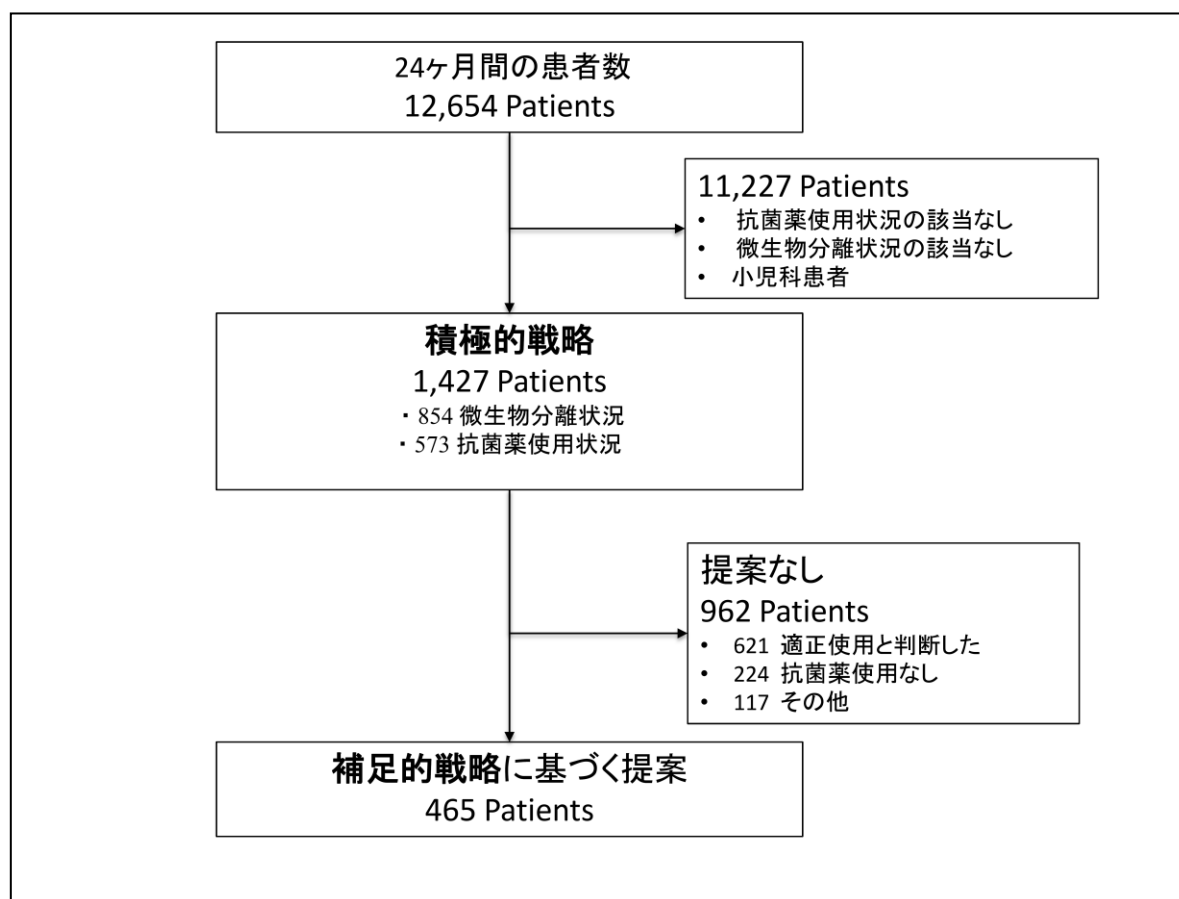 24ヶ月間の患者数
12,654 Patients
11,227 Patients
• 抗菌薬使用状況の該当なし
• 微生物分離状況の該当なし
• 小児科患者
積極的戦略
1,427 Patients
・854 微生物分離状況
・573 抗菌薬使用状況
提案なし
962 Patients
• 621 適正使用と判断した
• 224 抗菌薬使用なし
• 117 その他
補足的戦略に基づく提案
465 Patients